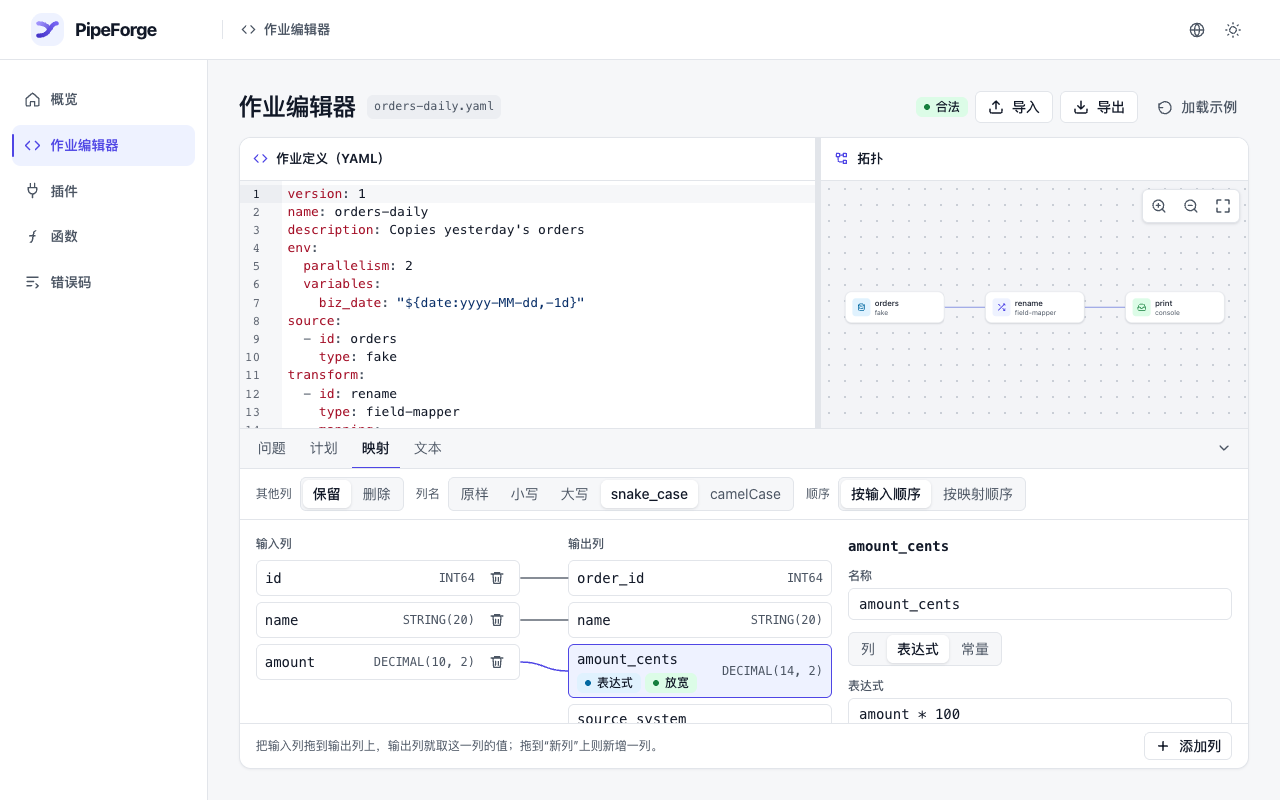 PipeForge
作业编辑器
概览
作业编辑器
插件
函数
错误码
作业编辑器 orders-daily.yaml
合法 导入 导出 加载示例
作业定义（YAML）
1 version: 1
2 name: orders-daily
3 description: Copies yesterday's orders
4 env:
5 parallelism: 2
6 variables:
7 biz_date: "${date:yyyy-MM-dd,-1d}"
8 source:
9 - id: orders
10 type: fake
11 transform:
12 - id: rename
13 type: field-mapper
拓扑
orders
fake
rename
field-mapper
print
console
问题 计划 映射 文本
其他列 保留 删除 列名 原样 小写 大写 snake_case camelCase 顺序 按输入顺序 按映射顺序
输入列
id INT64
name STRING(20)
amount DECIMAL(10, 2)
输出列
order_id INT64
name STRING(20)
amount_cents DECIMAL(14, 2)
表达式 放宽
source_system
amount_cents
名称
amount_cents
列 表达式 常量
表达式
amount * 100
把输入列拖到输出列上，输出列就取这一列的值；拖到“新列”上则新增一列。
添加列